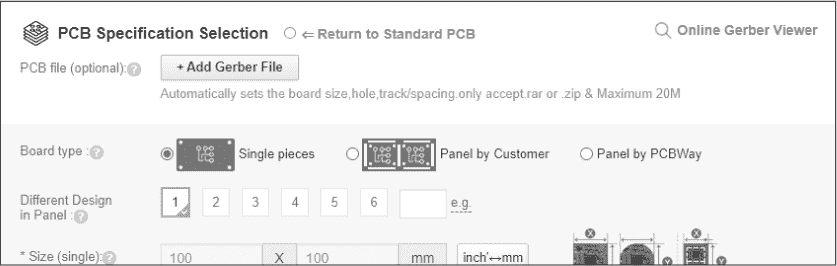 PCB Specification Selection ⇐ Return to Standard PCB Online Gerber Viewer
PCB file (optional):? + Add Gerber File
Automatically sets the board size,hole,track/spacing.only accept.rar or .zip & Maximum 20M
Board type :? Single pieces Panel by Customer Panel by PCBWay
Different Design
in Panel :? 1 2 3 4 5 6 e.g.
* Size (single):? 100 X 100 mm inch'↔mm X Y X Y